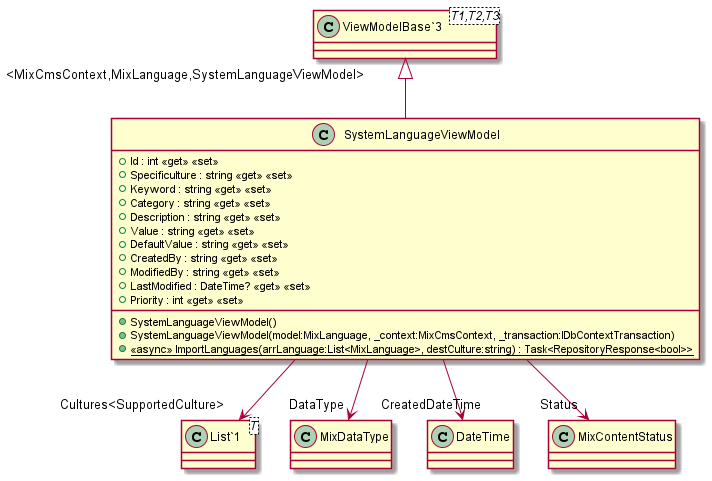 C ViewModelBase`3 T1,T2,T3
<MixCmsContext,MixLanguage,SystemLanguageViewModel>
C SystemLanguageViewModel
Id : int «get» «set»
Specificulture : string «get» «set»
Keyword : string «get» «set»
Category : string «get» «set»
Description : string «get» «set»
Value : string «get» «set»
DefaultValue : string «get» «set»
CreatedBy : string «get» «set»
ModifiedBy : string «get» «set»
LastModified : DateTime? «get» «set»
Priority : int «get» «set»
SystemLanguageViewModel()
SystemLanguageViewModel(model:MixLanguage, _context:MixCmsContext, _transaction:IDbContextTransaction)
«async» ImportLanguages(arrLanguage:List<MixLanguage>, destCulture:string) : Task<RepositoryResponse<bool>>
Cultures<SupportedCulture> DataType CreatedDateTime Status
C List`1 T C MixDataType C DateTime C MixContentStatus